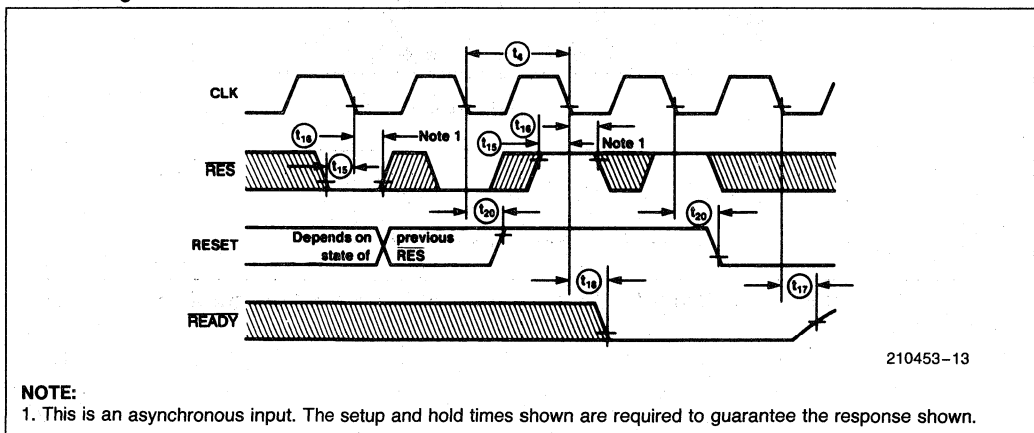 t4
CLK
t16
Note 1
t16
t15
t15
Note 1
RES
t20
t20
RESET
Depends on previous
state of RES
t18
t17
READY
210453-13
NOTE:
1. This is an asynchronous input. The setup and hold times shown are required to guarantee the response shown.